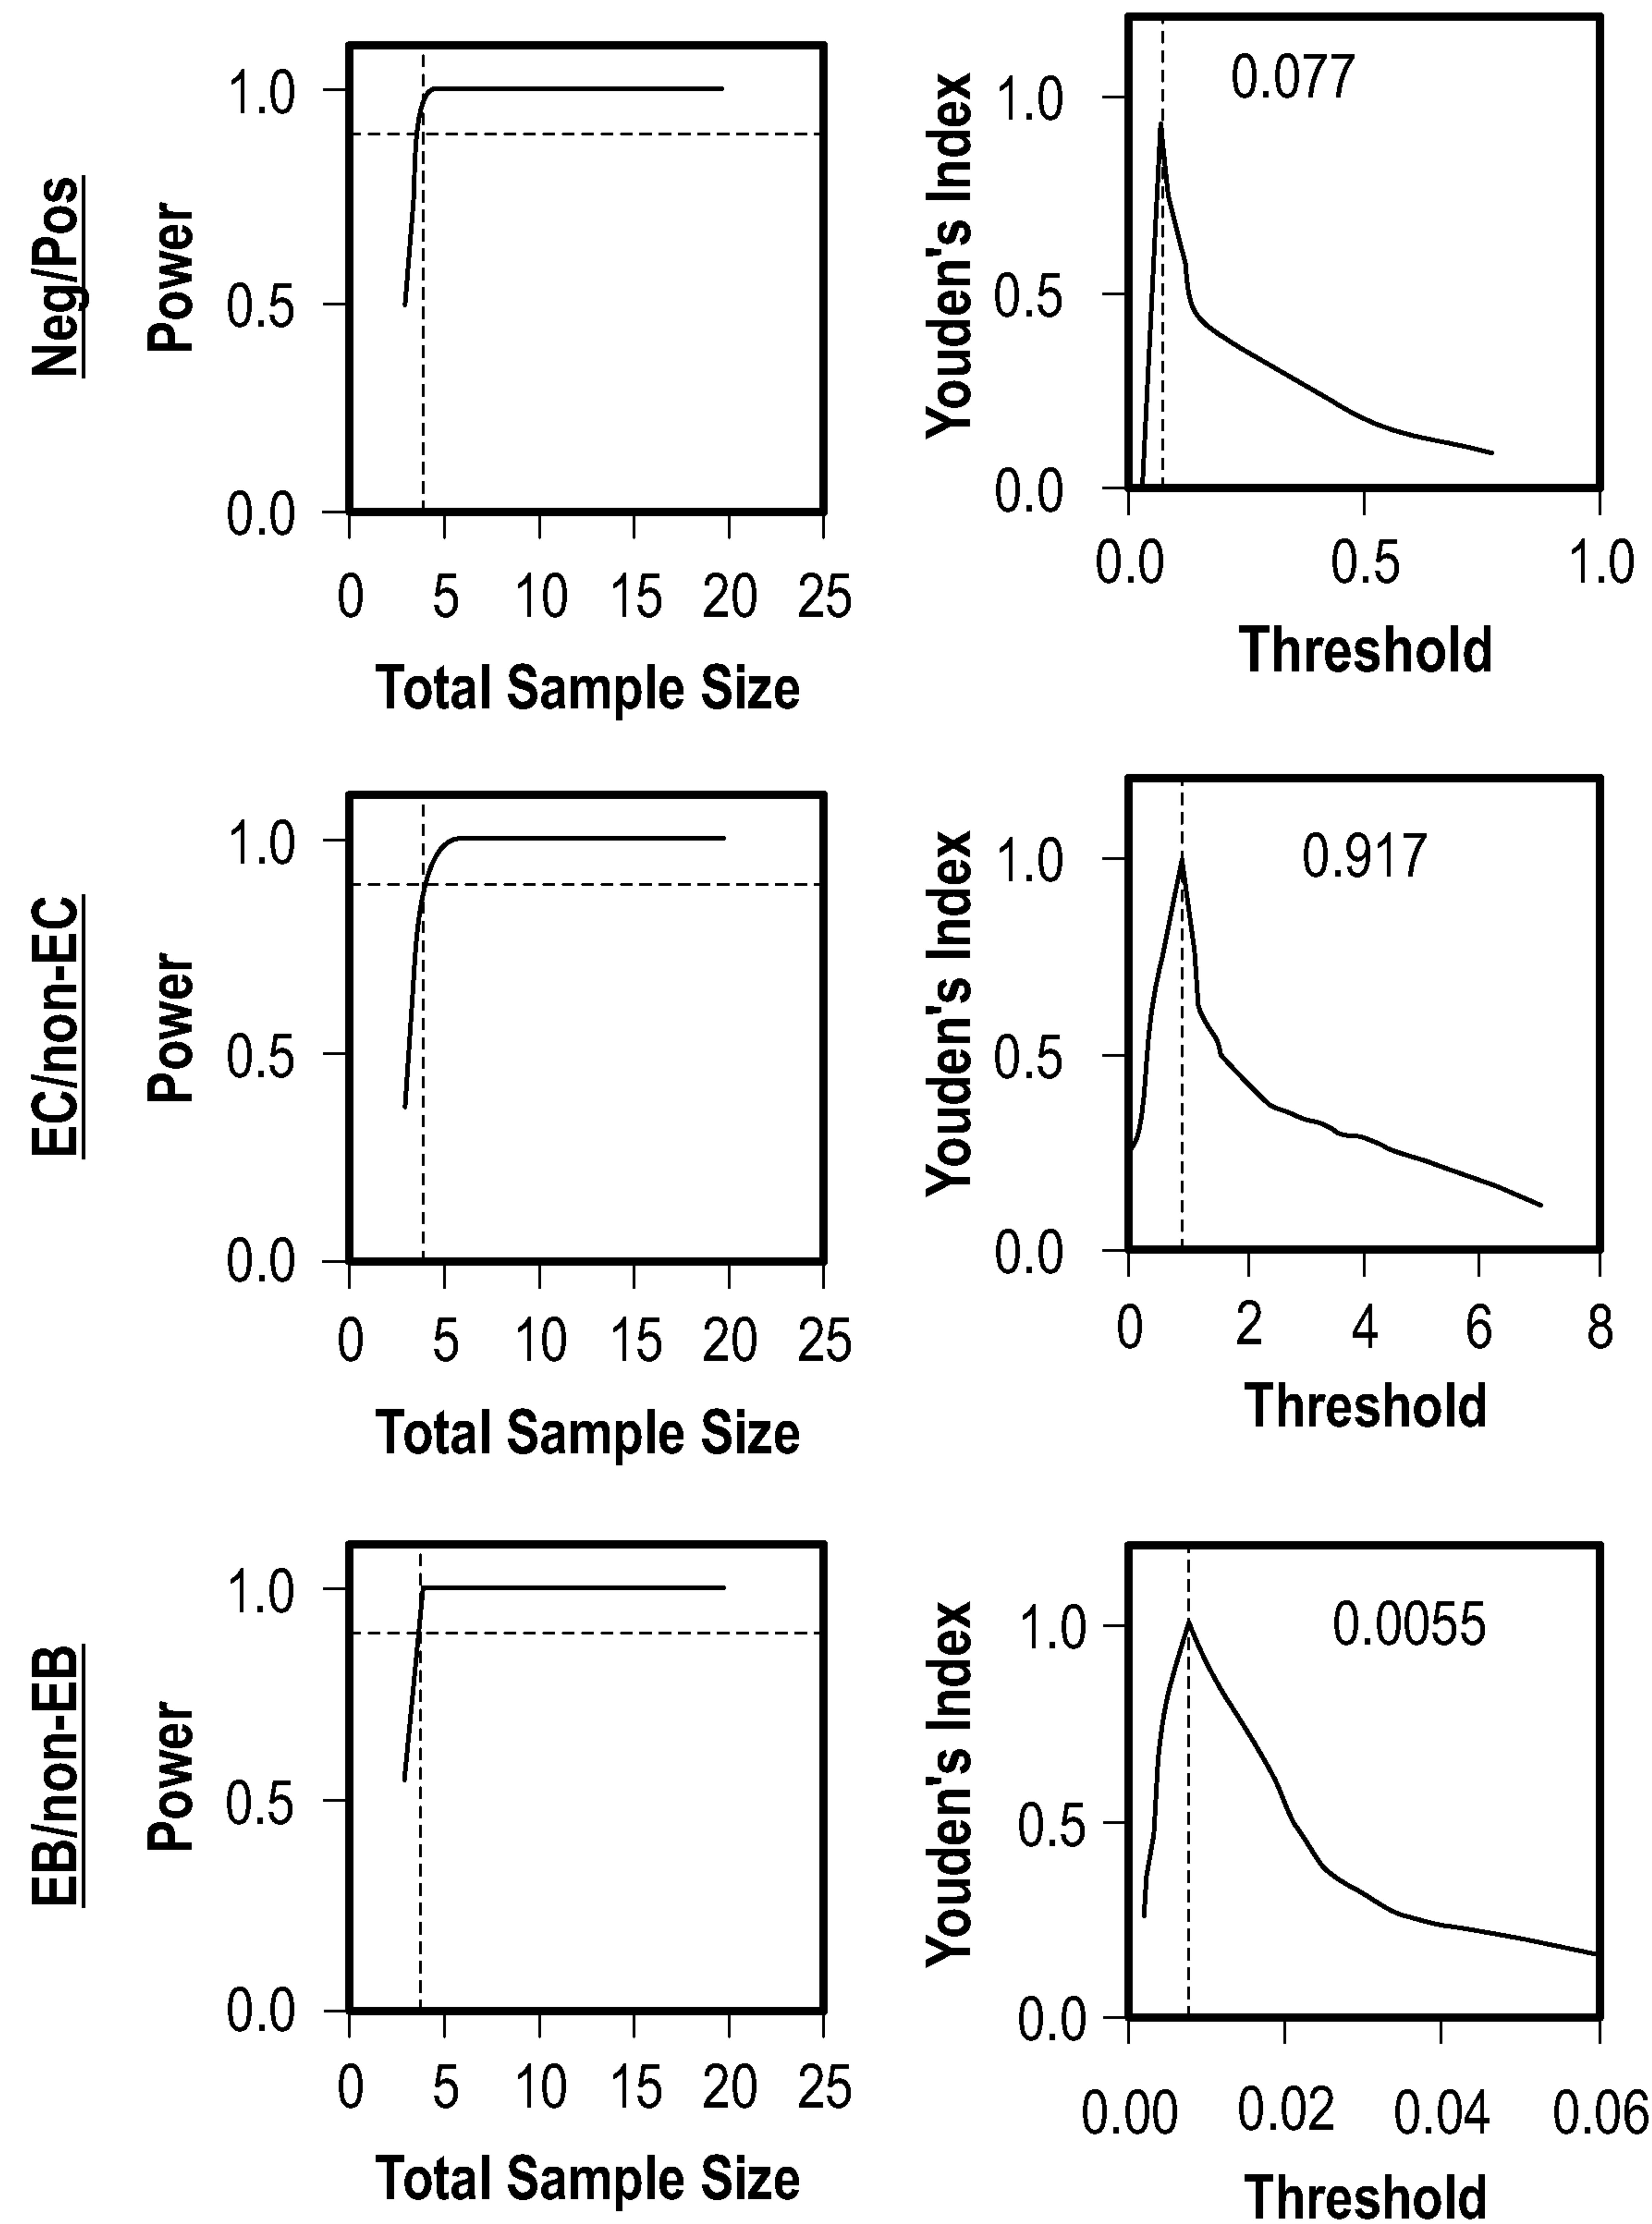 Neg/Pos
Power
1.0
0.5
0.0
0 5 10 15 20 25
Total Sample Size
Youden's Index
1.0
0.5
0.0
0.077
0.0 0.5 1.0
Threshold
EC/non-EC
Power
1.0
0.5
0.0
0 5 10 15 20 25
Total Sample Size
Youden's Index
1.0
0.5
0.0
0.917
0 2 4 6 8
Threshold
EB/non-EB
Power
1.0
0.5
0.0
0 5 10 15 20 25
Total Sample Size
Youden's Index
1.0
0.5
0.0
0.0055
0.00 0.02 0.04 0.06
Threshold